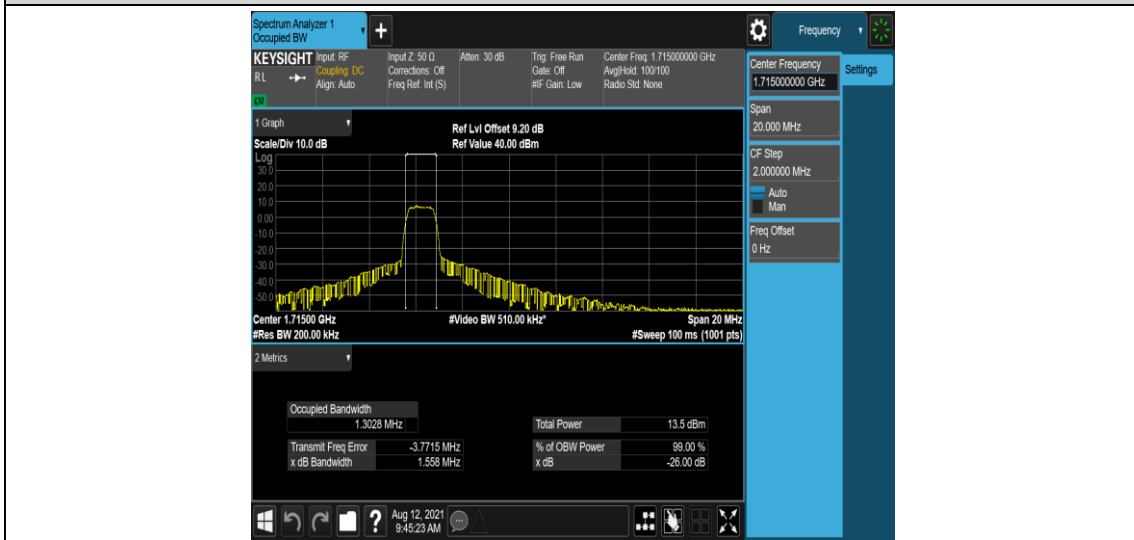 Spectrum Analyzer 1
Occupied BW
Frequency
KEYSIGHT
RL
Input: RF
Coupling: DC
Align: Auto
Input Z: 50 Ω
Corrections: Off
Freq Ref: Int (S)
Atten: 30 dB
Trig: Free Run
Gate: Off
#IF Gain: Low
Center Freq: 1.715000000 GHz
Avg|Hold: 100/100
Radio Std: None
Center Frequency
1.715000000 GHz
Settings
Span
20.000 MHz
CF Step
2.000000 MHz
Auto
Man
Freq Offset
0 Hz
1 Graph
Scale/Div 10.0 dB
Ref Lvl Offset 9.20 dB
Ref Value 40.00 dBm
Log
30.0
20.0
10.0
0.00
-10.0
-20.0
-30.0
-40.0
-50.0
Center 1.71500 GHz
#Video BW 510.00 kHz*
Span 20 MHz
#Res BW 200.00 kHz
#Sweep 100 ms (1001 pts)
2 Metrics
Occupied Bandwidth
1.3028 MHz
Total Power 13.5 dBm
Transmit Freq Error -3.7715 MHz
% of OBW Power 99.00 %
x dB Bandwidth 1.558 MHz
x dB -26.00 dB
?
Aug 12, 2021
9:45:23 AM